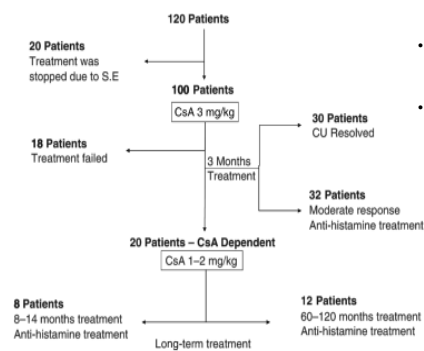 120 Patients
20 Patients
Treatment was
stopped due to S.E
100 Patients
CsA 3 mg/kg
30 Patients
CU Resolved
18 Patients
Treatment failed
3 Months
Treatment
32 Patients
Moderate response
Anti-histamine treatment
20 Patients – CsA Dependent
CsA 1–2 mg/kg
8 Patients
8–14 months treatment
Anti-histamine treatment
12 Patients
60–120 months treatment
Anti-histamine treatment
Long-term treatment